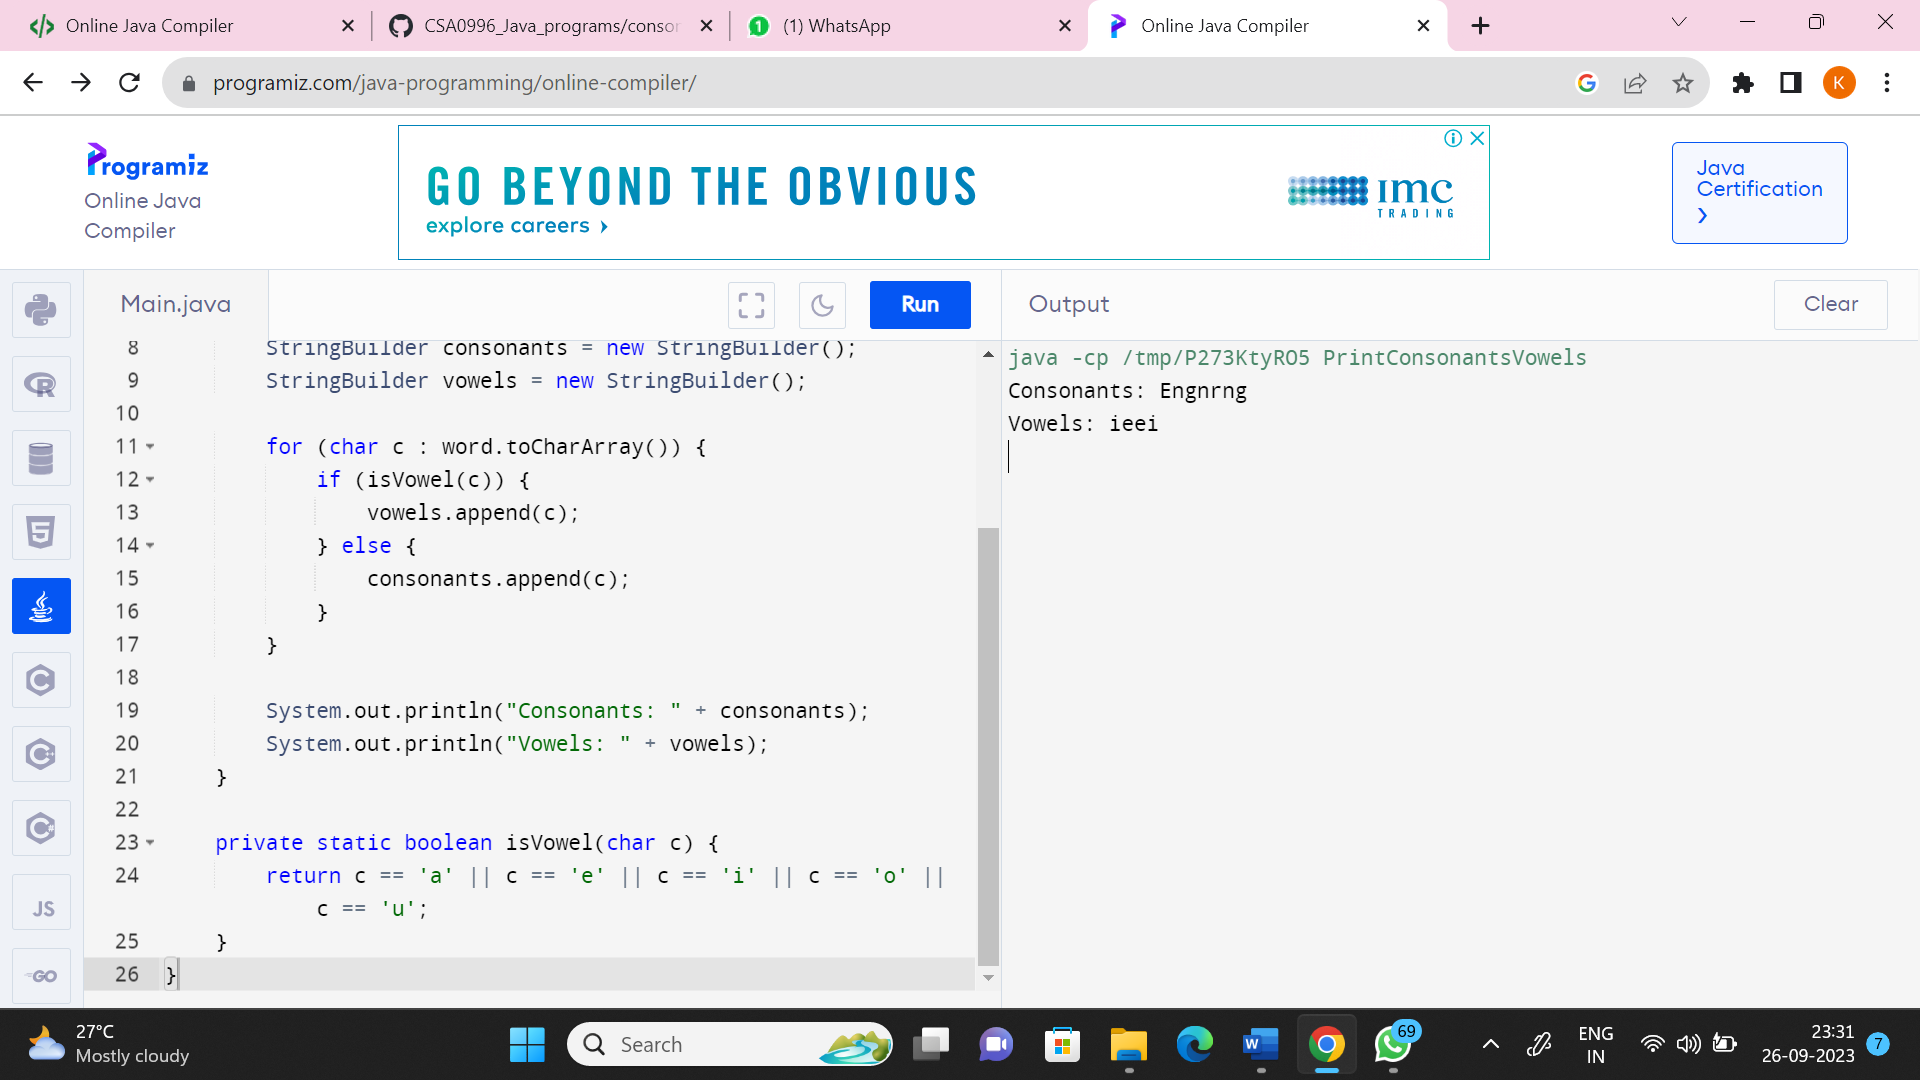 Online Java Compiler
CSA0996_Java_programs/conson
(1) WhatsApp
Online Java Compiler
programiz.com/java-programming/online-compiler/
K
Programiz
Online Java
Compiler
GO BEYOND THE OBVIOUS
explore careers ›
imc
TRADING
Java
Certification
›
Main.java
Run
Output
Clear
8 StringBuilder consonants = new StringBuilder();
9 StringBuilder vowels = new StringBuilder();
10
11 for (char c : word.toCharArray()) {
12 if (isVowel(c)) {
13 vowels.append(c);
14 } else {
15 consonants.append(c);
16 }
17 }
18
19 System.out.println("Consonants: " + consonants);
20 System.out.println("Vowels: " + vowels);
21 }
22
23 private static boolean isVowel(char c) {
24 return c == 'a' || c == 'e' || c == 'i' || c == 'o' ||
c == 'u';
25 }
26 }
java -cp /tmp/P273KtyRO5 PrintConsonantsVowels
Consonants: Engnrng
Vowels: ieei
JS
GO
27°C
Mostly cloudy
Search
69
ENG
IN
23:31
26-09-2023
7